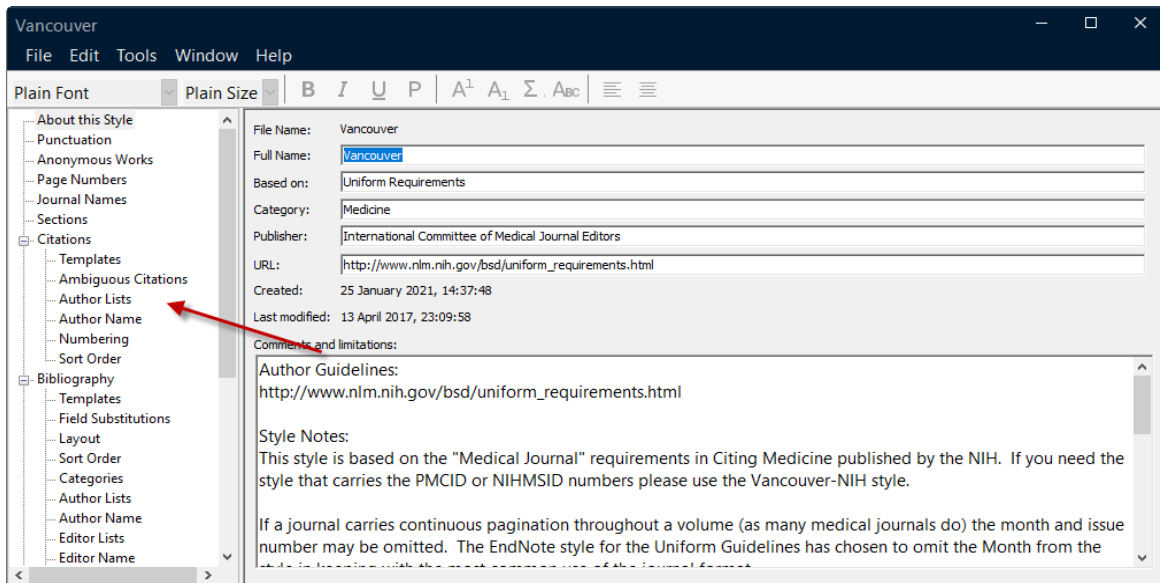 Vancouver
File Edit Tools Window Help
Plain Font Plain Size B I U P A1 A1 Σ ABC
About this Style
Punctuation
Anonymous Works
Page Numbers
Journal Names
Sections
Citations
Templates
Ambiguous Citations
Author Lists
Author Name
Numbering
Sort Order
Bibliography
Templates
Field Substitutions
Layout
Sort Order
Categories
Author Lists
Author Name
Editor Lists
Editor Name
File Name: Vancouver
Full Name: Vancouver
Based on: Uniform Requirements
Category: Medicine
Publisher: International Committee of Medical Journal Editors
URL: http://www.nlm.nih.gov/bsd/uniform_requirements.html
Created: 25 January 2021, 14:37:48
Last modified: 13 April 2017, 23:09:58
Comments and limitations:
Author Guidelines:
http://www.nlm.nih.gov/bsd/uniform_requirements.html
Style Notes:
This style is based on the "Medical Journal" requirements in Citing Medicine published by the NIH. If you need the
style that carries the PMCID or NIHMSID numbers please use the Vancouver-NIH style.
If a journal carries continuous pagination throughout a volume (as many medical journals do) the month and issue
number may be omitted. The EndNote style for the Uniform Guidelines has chosen to omit the Month from the